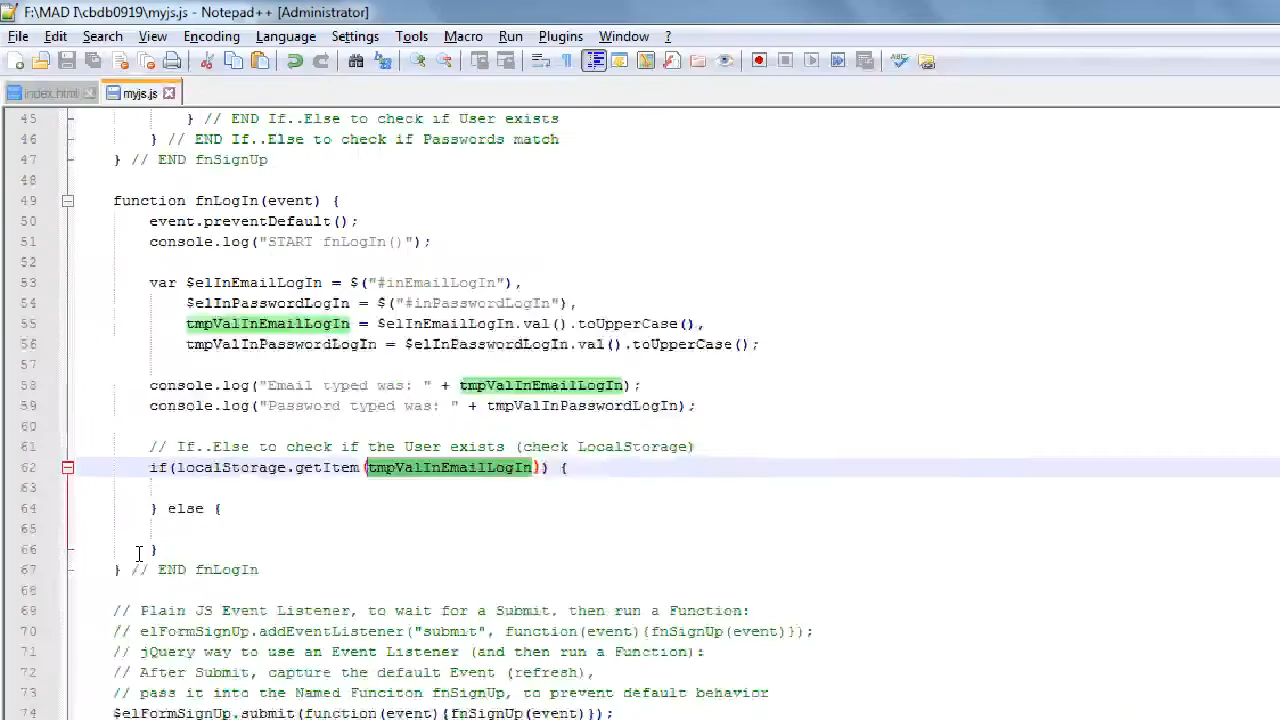 F:\MAD I\cbdb0919\myjs.js - Notepad++ [Administrator]
File Edit Search View Encoding Language Settings Tools Macro Run Plugins Window ?
index.html myjs.js
45 } // END If..Else to check if User exists
46 } // END If..Else to check if Passwords match
47 } // END fnSignUp
48
49 function fnLogIn(event) {
50 event.preventDefault();
51 console.log("START fnLogIn()");
52
53 var $elInEmailLogIn = $("#inEmailLogIn"),
54 $elInPasswordLogIn = $("#inPasswordLogIn"),
55 tmpValInEmailLogIn = $elInEmailLogIn.val().toUpperCase(),
56 tmpValInPasswordLogIn = $elInPasswordLogIn.val().toUpperCase();
57
58 console.log("Email typed was: " + tmpValInEmailLogIn);
59 console.log("Password typed was: " + tmpValInPasswordLogIn);
60
61 // If..Else to check if the User exists (check LocalStorage)
62 if(localStorage.getItem(tmpValInEmailLogIn)) {
63
64 } else {
65
66 }
67 } // END fnLogIn
68
69 // Plain JS Event Listener, to wait for a Submit, then run a Function:
70 // elFormSignUp.addEventListener("submit", function(event){fnSignUp(event)});
71 // jQuery way to use an Event Listener (and then run a Function):
72 // After Submit, capture the default Event (refresh),
73 // pass it into the Named Funciton fnSignUp, to prevent default behavior
74 $elFormSignUp.submit(function(event){fnSignUp(event)});